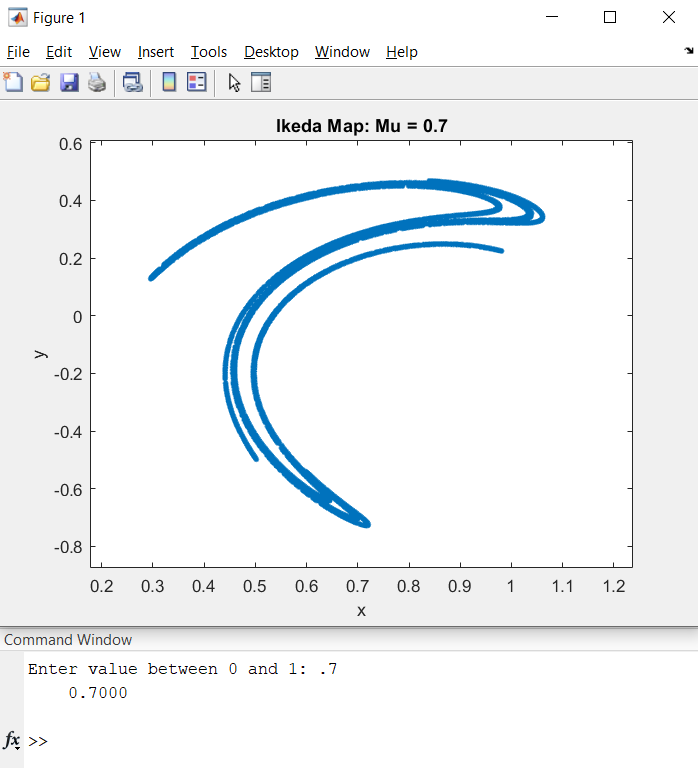 Figure 1
File Edit View Insert Tools Desktop Window Help
Ikeda Map: Mu = 0.7
0.6
0.4
0.2
0
-0.2
-0.4
-0.6
-0.8
y
0.2 0.3 0.4 0.5 0.6 0.7 0.8 0.9 1 1.1 1.2
x
Command Window
Enter value between 0 and 1: .7
0.7000
fx >>